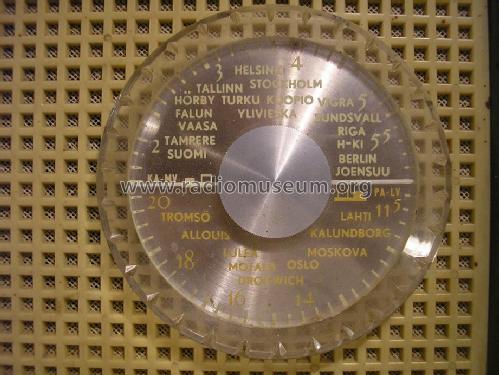 3 HELSINKI 4
TALLINN STOCKHOLM
HÖRBY TURKU KUOPIO VIGRA 5
FALUN YLIVIESKA SUNDSVALL
VAASA RIGA
2 TAMPERE H-KI 5⁵
SUOMI BERLIN
JOENSUU
KA-MV PA-LV
www.radiomuseum.org
20 LAHTI 11⁵
TROMSÖ KALUNDBORG
ALLOUIS
LULEÅ MOSKOVA
18 MOTALA OSLO
DROITWICH
16 14